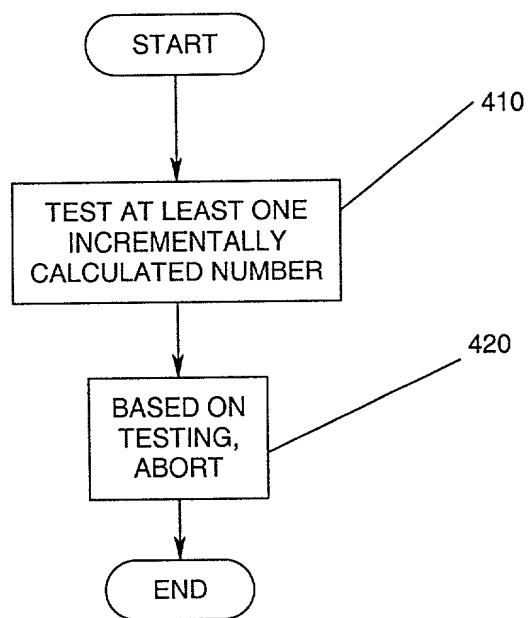 START
410
TEST AT LEAST ONE
INCREMENTALLY
CALCULATED NUMBER
420
BASED ON
TESTING,
ABORT
END